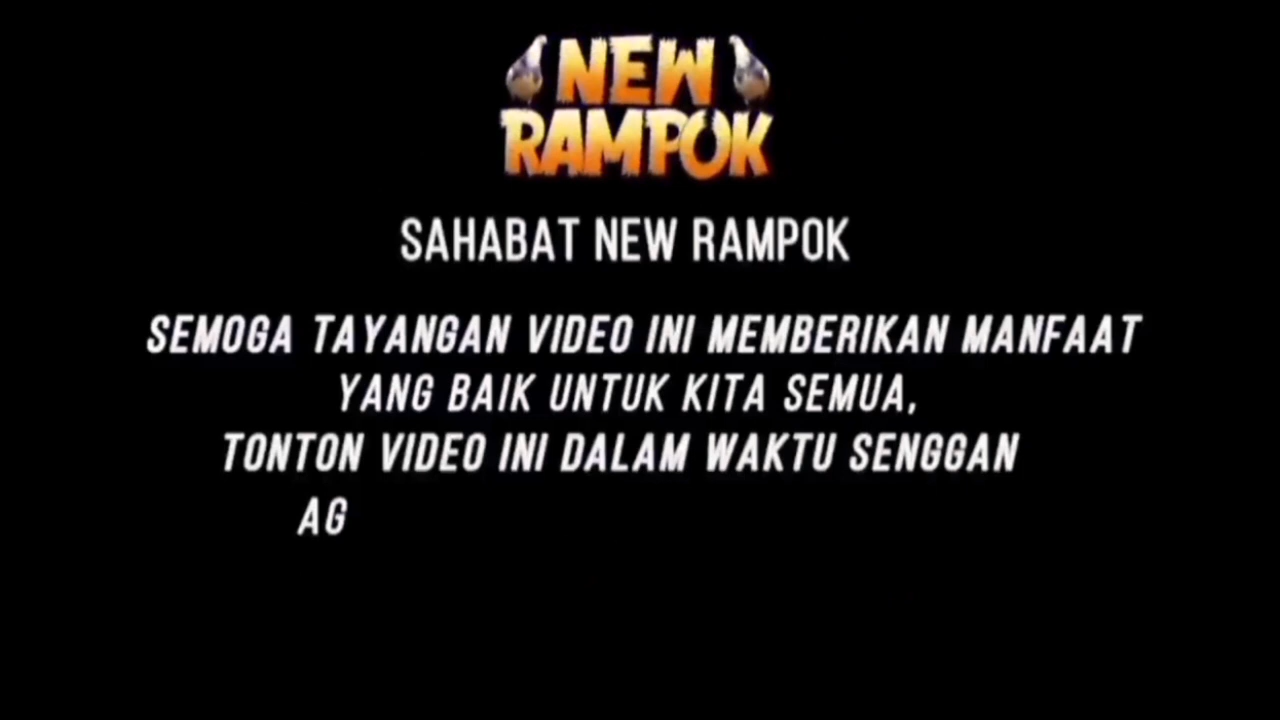 NEW
RAMPOK
SAHABAT NEW RAMPOK
SEMOGA TAYANGAN VIDEO INI MEMBERIKAN MANFAAT
YANG BAIK UNTUK KITA SEMUA,
TONTON VIDEO INI DALAM WAKTU SENGGAN
AG